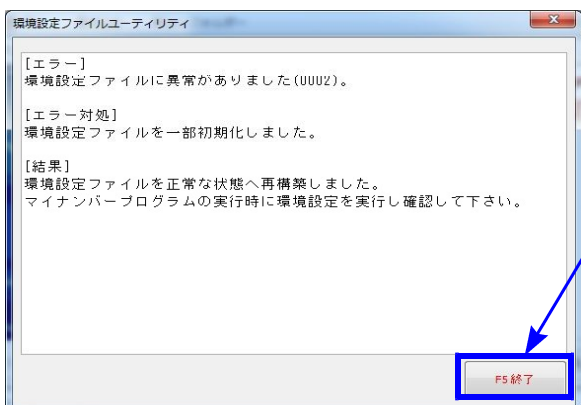 環境設定ファイルユーティリティ
[エラー]
環境設定ファイルに異常がありました(0002)。
[エラー対処]
環境設定ファイルを一部初期化しました。
[結果]
環境設定ファイルを正常な状態へ再構築しました。
マイナンバープログラムの実行時に環境設定を実行し確認して下さい。
F5 終了